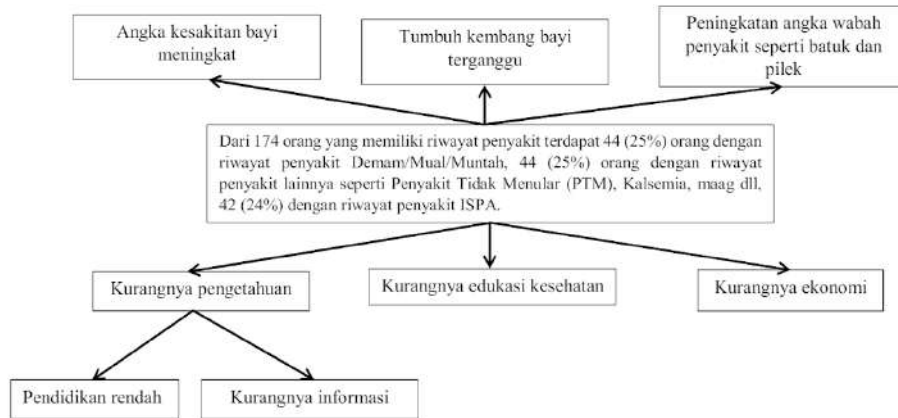 Angka kesakitan bayi
meningkat
Tumbuh kembang bayi
terganggu
Peningkatan angka wabah
penyakit seperti batuk dan
pilek
Dari 174 orang yang memiliki riwayat penyakit terdapat 44 (25%) orang dengan
riwayat penyakit Demam/Mual/Muntah, 44 (25%) orang dengan riwayat
penyakit lainnya seperti Penyakit Tidak Menular (PTM), Kalsemia, maag dll,
42 (24%) dengan riwayat penyakit ISPA.
Kurangnya pengetahuan
Kurangnya edukasi kesehatan
Kurangnya ekonomi
Pendidikan rendah
Kurangnya informasi